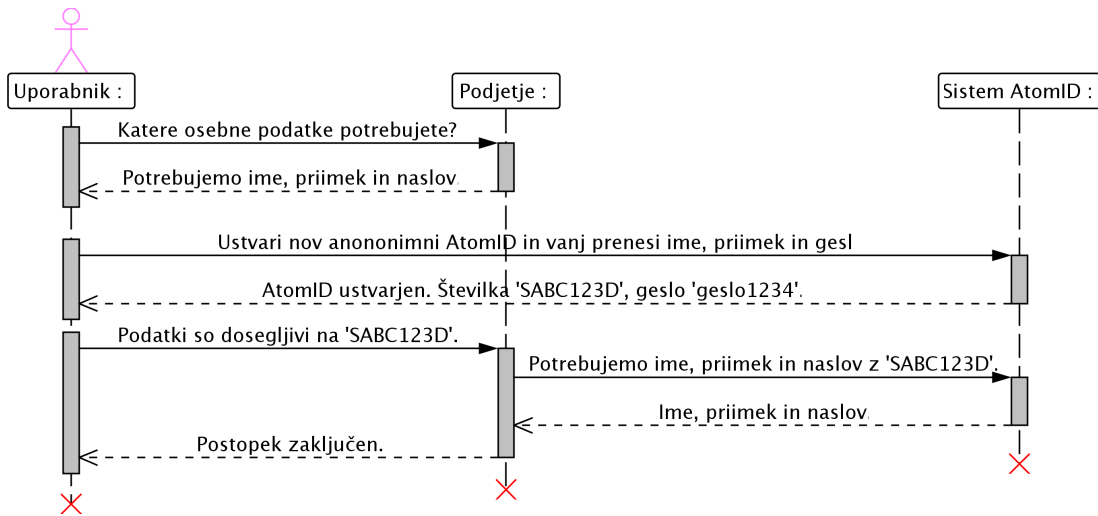 Uporabnik :
Podjetje :
Sistem AtomID :
Katere osebne podatke potrebujete?
Potrebujemo ime, priimek in naslov.
Ustvari nov anononimni AtomID in vanj prenesi ime, priimek in gesl
AtomID ustvarjen. Številka 'SABC123D', geslo 'geslo1234'.
Podatki so dosegljivi na 'SABC123D'.
Potrebujemo ime, priimek in naslov z 'SABC123D'.
Ime, priimek in naslov.
Postopek zaključen.